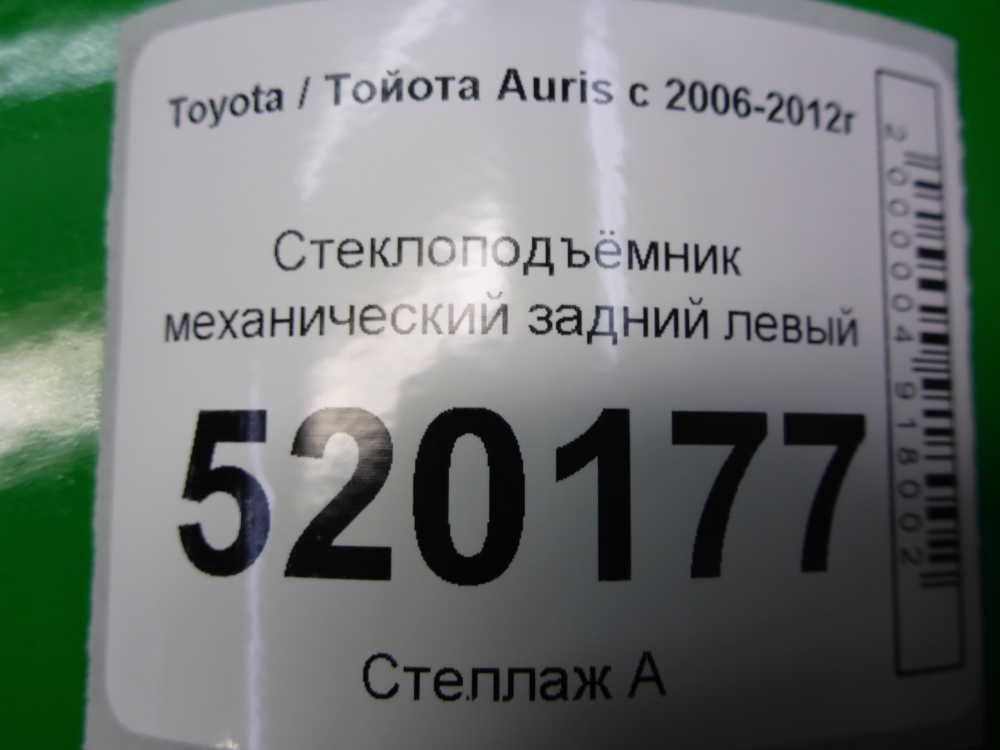 Toyota / Тойота Auris с 2006-2012г
Стеклоподъёмник
механический задний левый
520177
Стеллаж А
2000004918002